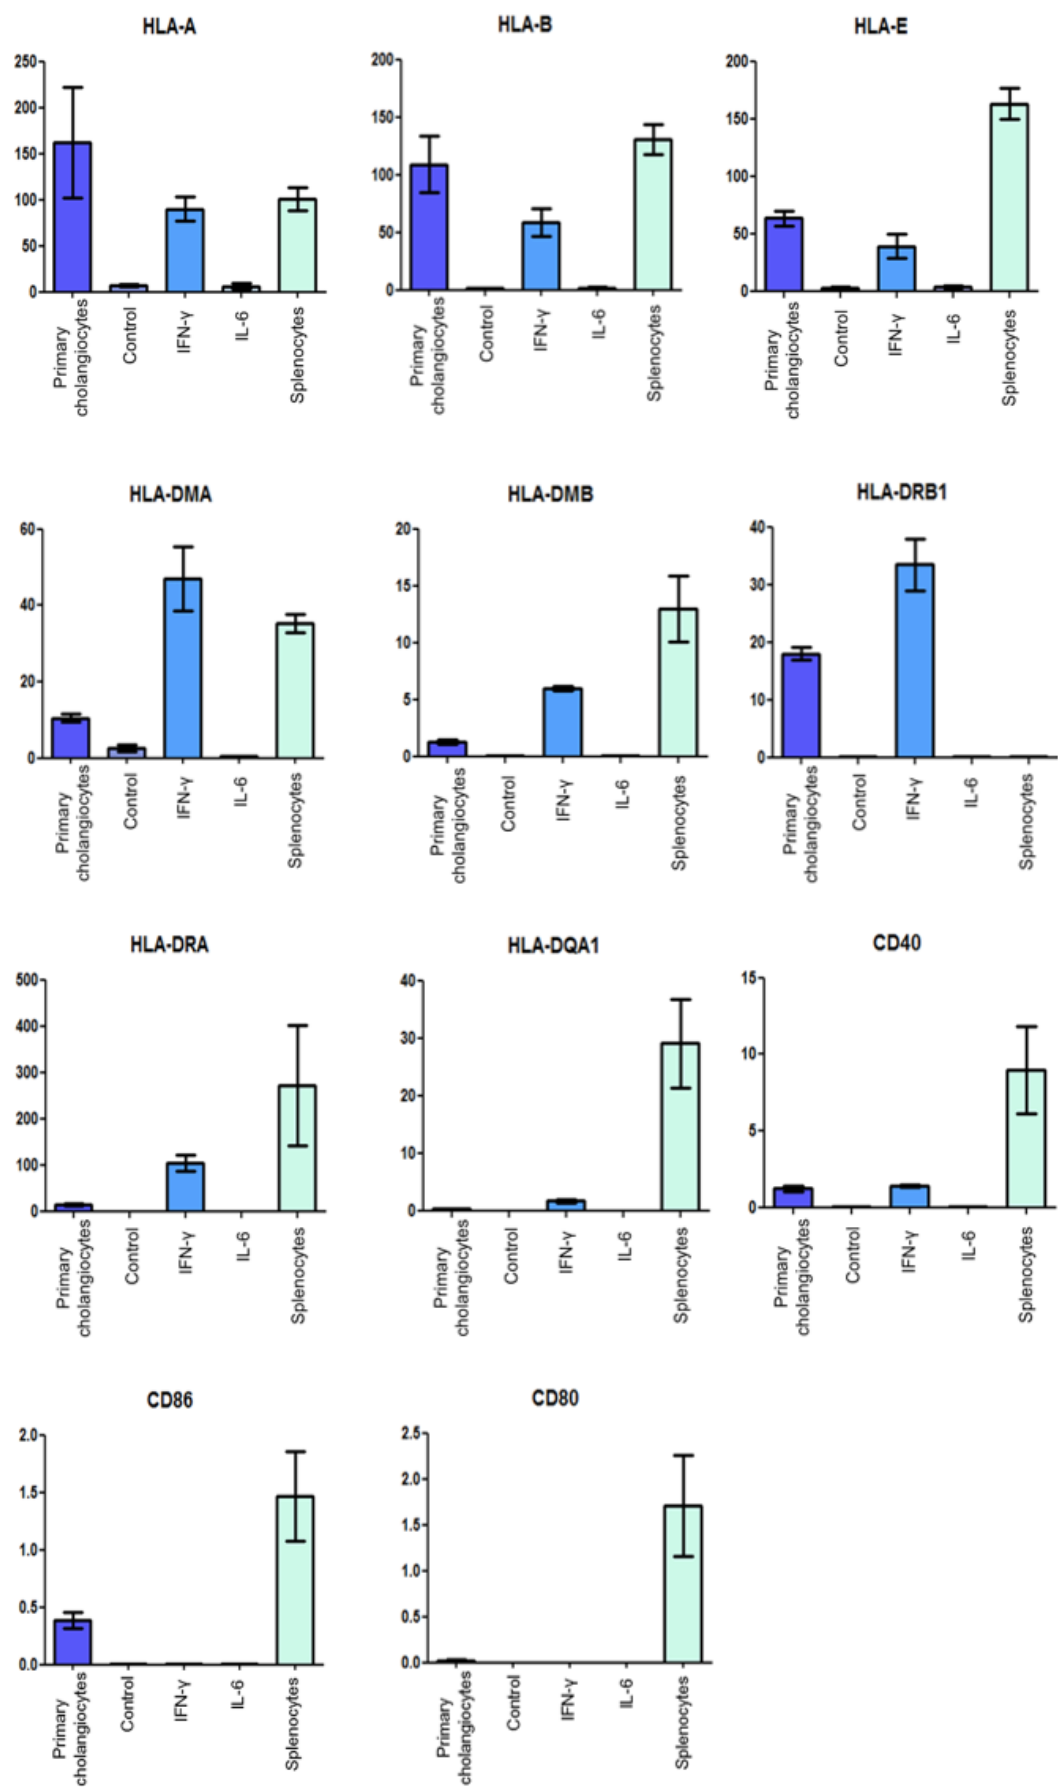 HLA-A
250
200
150
100
50
0
Primary
cholangiocytes
Control
IFN-γ
IL-6
Splenocytes
HLA-B
200
150
100
50
0
Primary
cholangiocytes
Control
IFN-γ
IL-6
Splenocytes
HLA-E
200
150
100
50
0
Primary
cholangiocytes
Control
IFN-γ
IL-6
Splenocytes
HLA-DMA
60
40
20
0
Primary
cholangiocytes
Control
IFN-γ
IL-6
Splenocytes
HLA-DMB
20
15
10
5
0
Primary
cholangiocytes
Control
IFN-γ
IL-6
Splenocytes
HLA-DRB1
40
30
20
10
0
Primary
cholangiocytes
Control
IFN-γ
IL-6
Splenocytes
HLA-DRA
500
400
300
200
100
0
Primary
cholangiocytes
Control
IFN-γ
IL-6
Splenocytes
HLA-DQA1
40
30
20
10
0
Primary
cholangiocytes
Control
IFN-γ
IL-6
Splenocytes
CD40
15
10
5
0
Primary
cholangiocytes
Control
IFN-γ
IL-6
Splenocytes
CD86
2.0
1.5
1.0
0.5
0.0
Primary
cholangiocytes
Control
IFN-γ
IL-6
Splenocytes
CD80
2.5
2.0
1.5
1.0
0.5
0.0
Primary
cholangiocytes
Control
IFN-γ
IL-6
Splenocytes